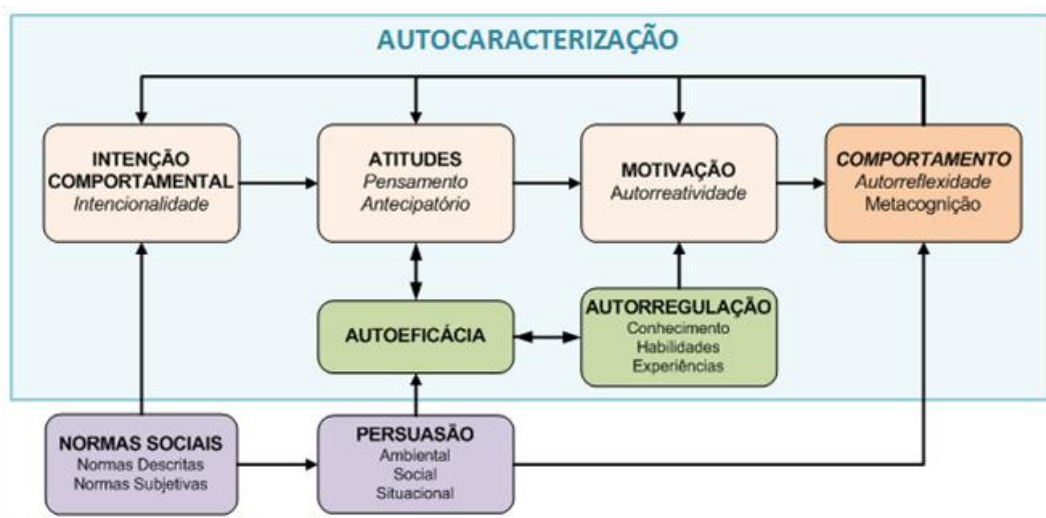 AUTOCARACTERIZAÇÃO
INTENÇÃO
COMPORTAMENTAL
Intencionalidade
ATITUDES
Pensamento
Antecipatório
MOTIVAÇÃO
Autorreatividade
COMPORTAMENTO
Autorreflexidade
Metacognição
AUTOEFICÁCIA
AUTORREGULAÇÃO
Conhecimento
Habilidades
Experiências
NORMAS SOCIAIS
Normas Descritas
Normas Subjetivas
PERSUASÃO
Ambiental
Social
Situacional